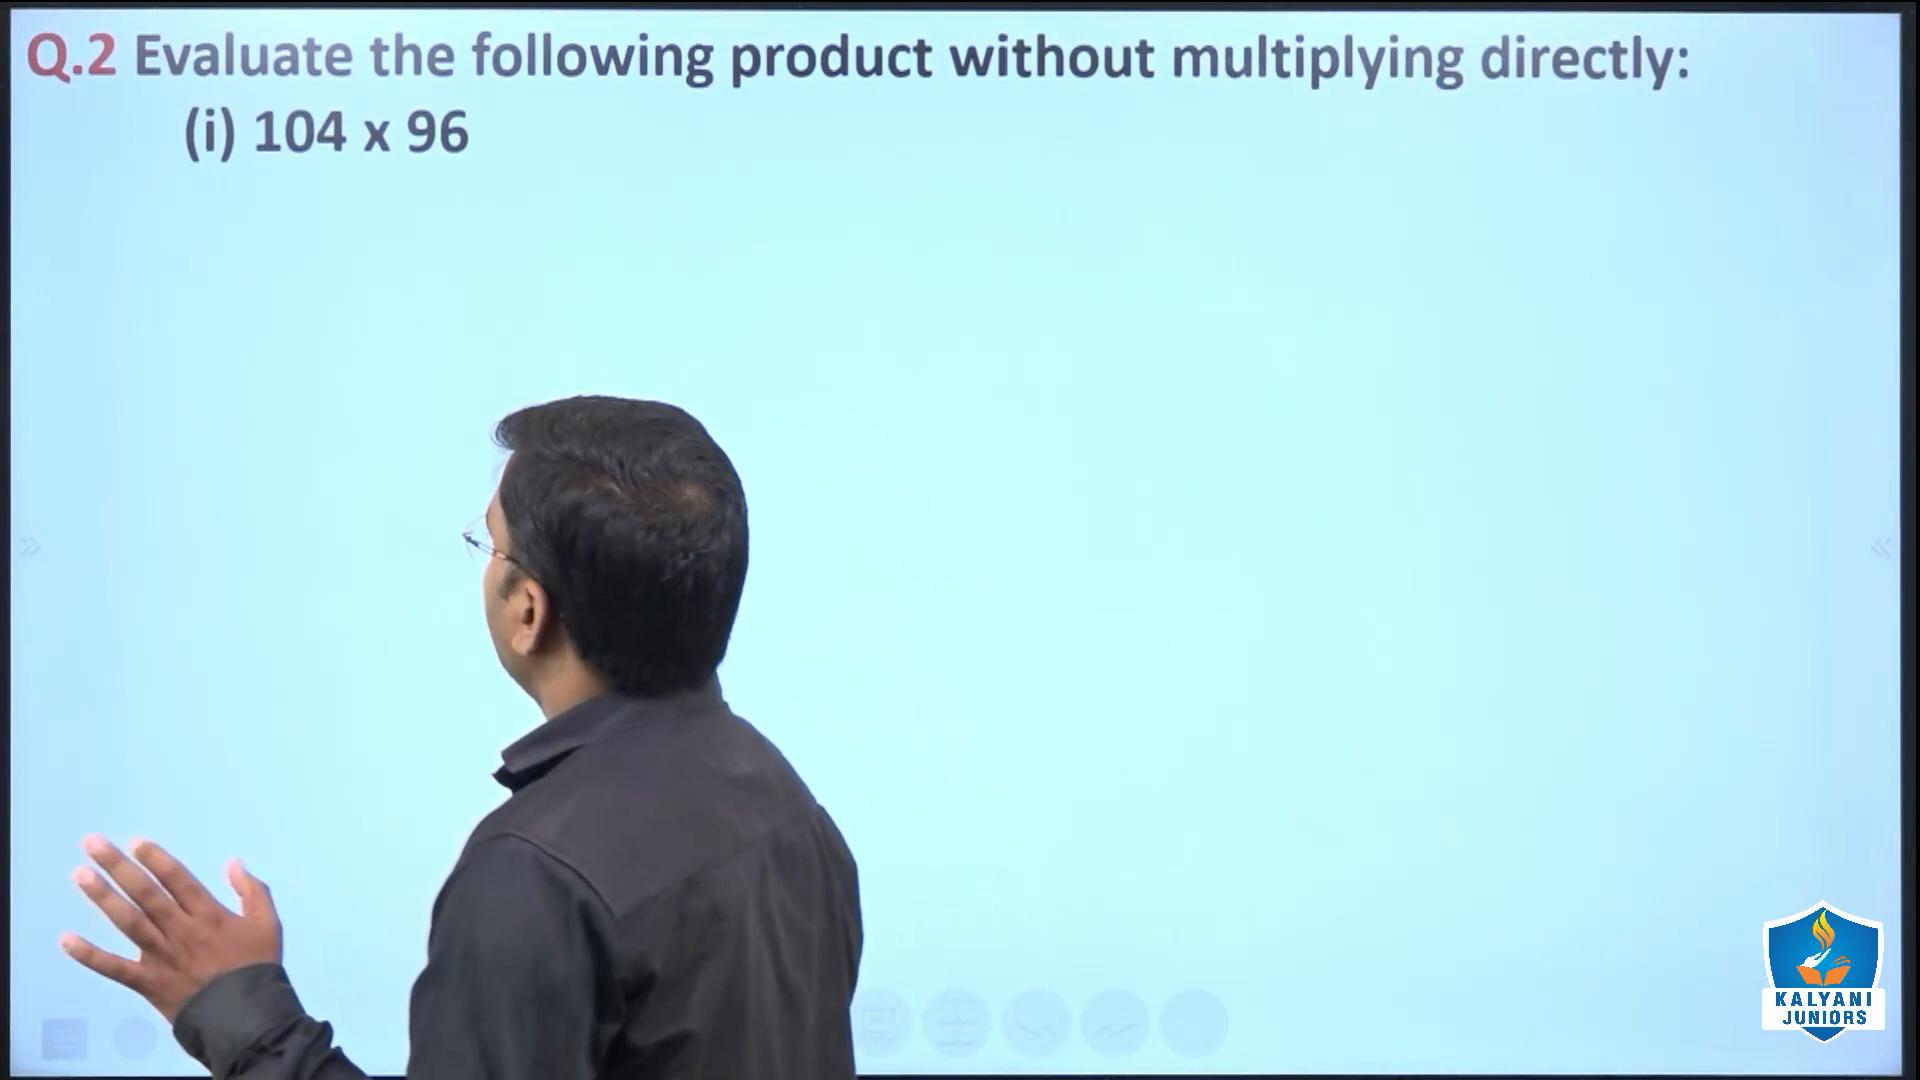 Q.2 Evaluate the following product without multiplying directly:
(i) 104 x 96
KALYANI
JUNIORS